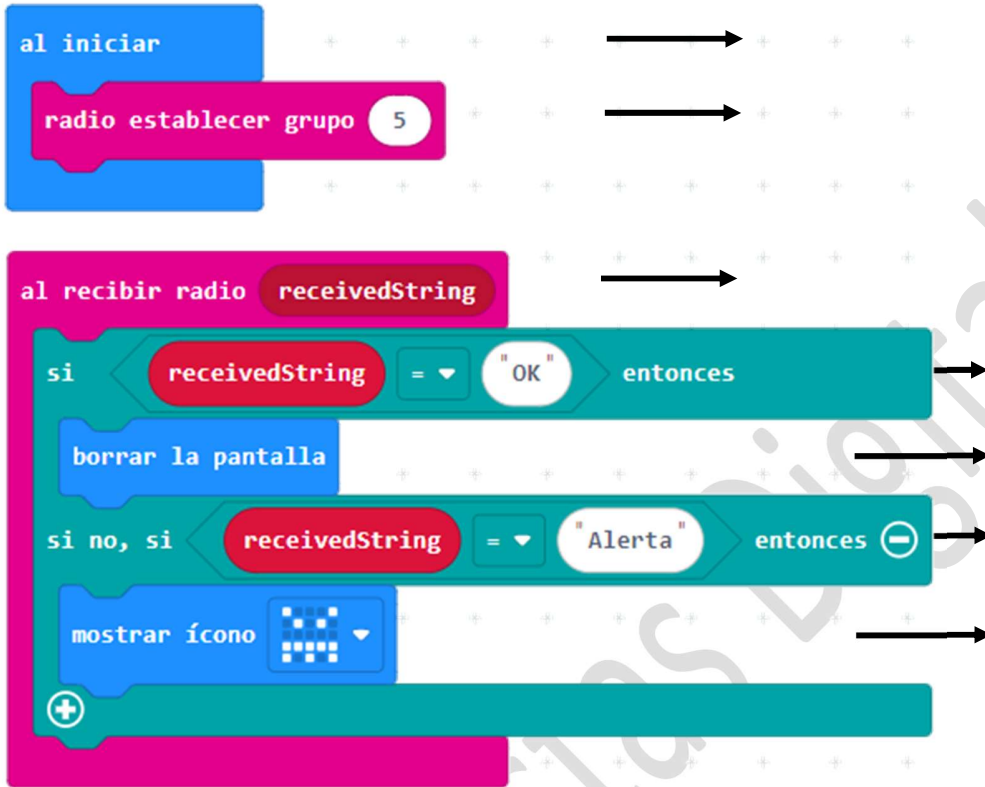 al iniciar
radio establecer grupo 5
al recibir radio receivedString
si receivedString = "OK" entonces
borrar la pantalla
si no, si receivedString = "Alerta" entonces
mostrar ícono